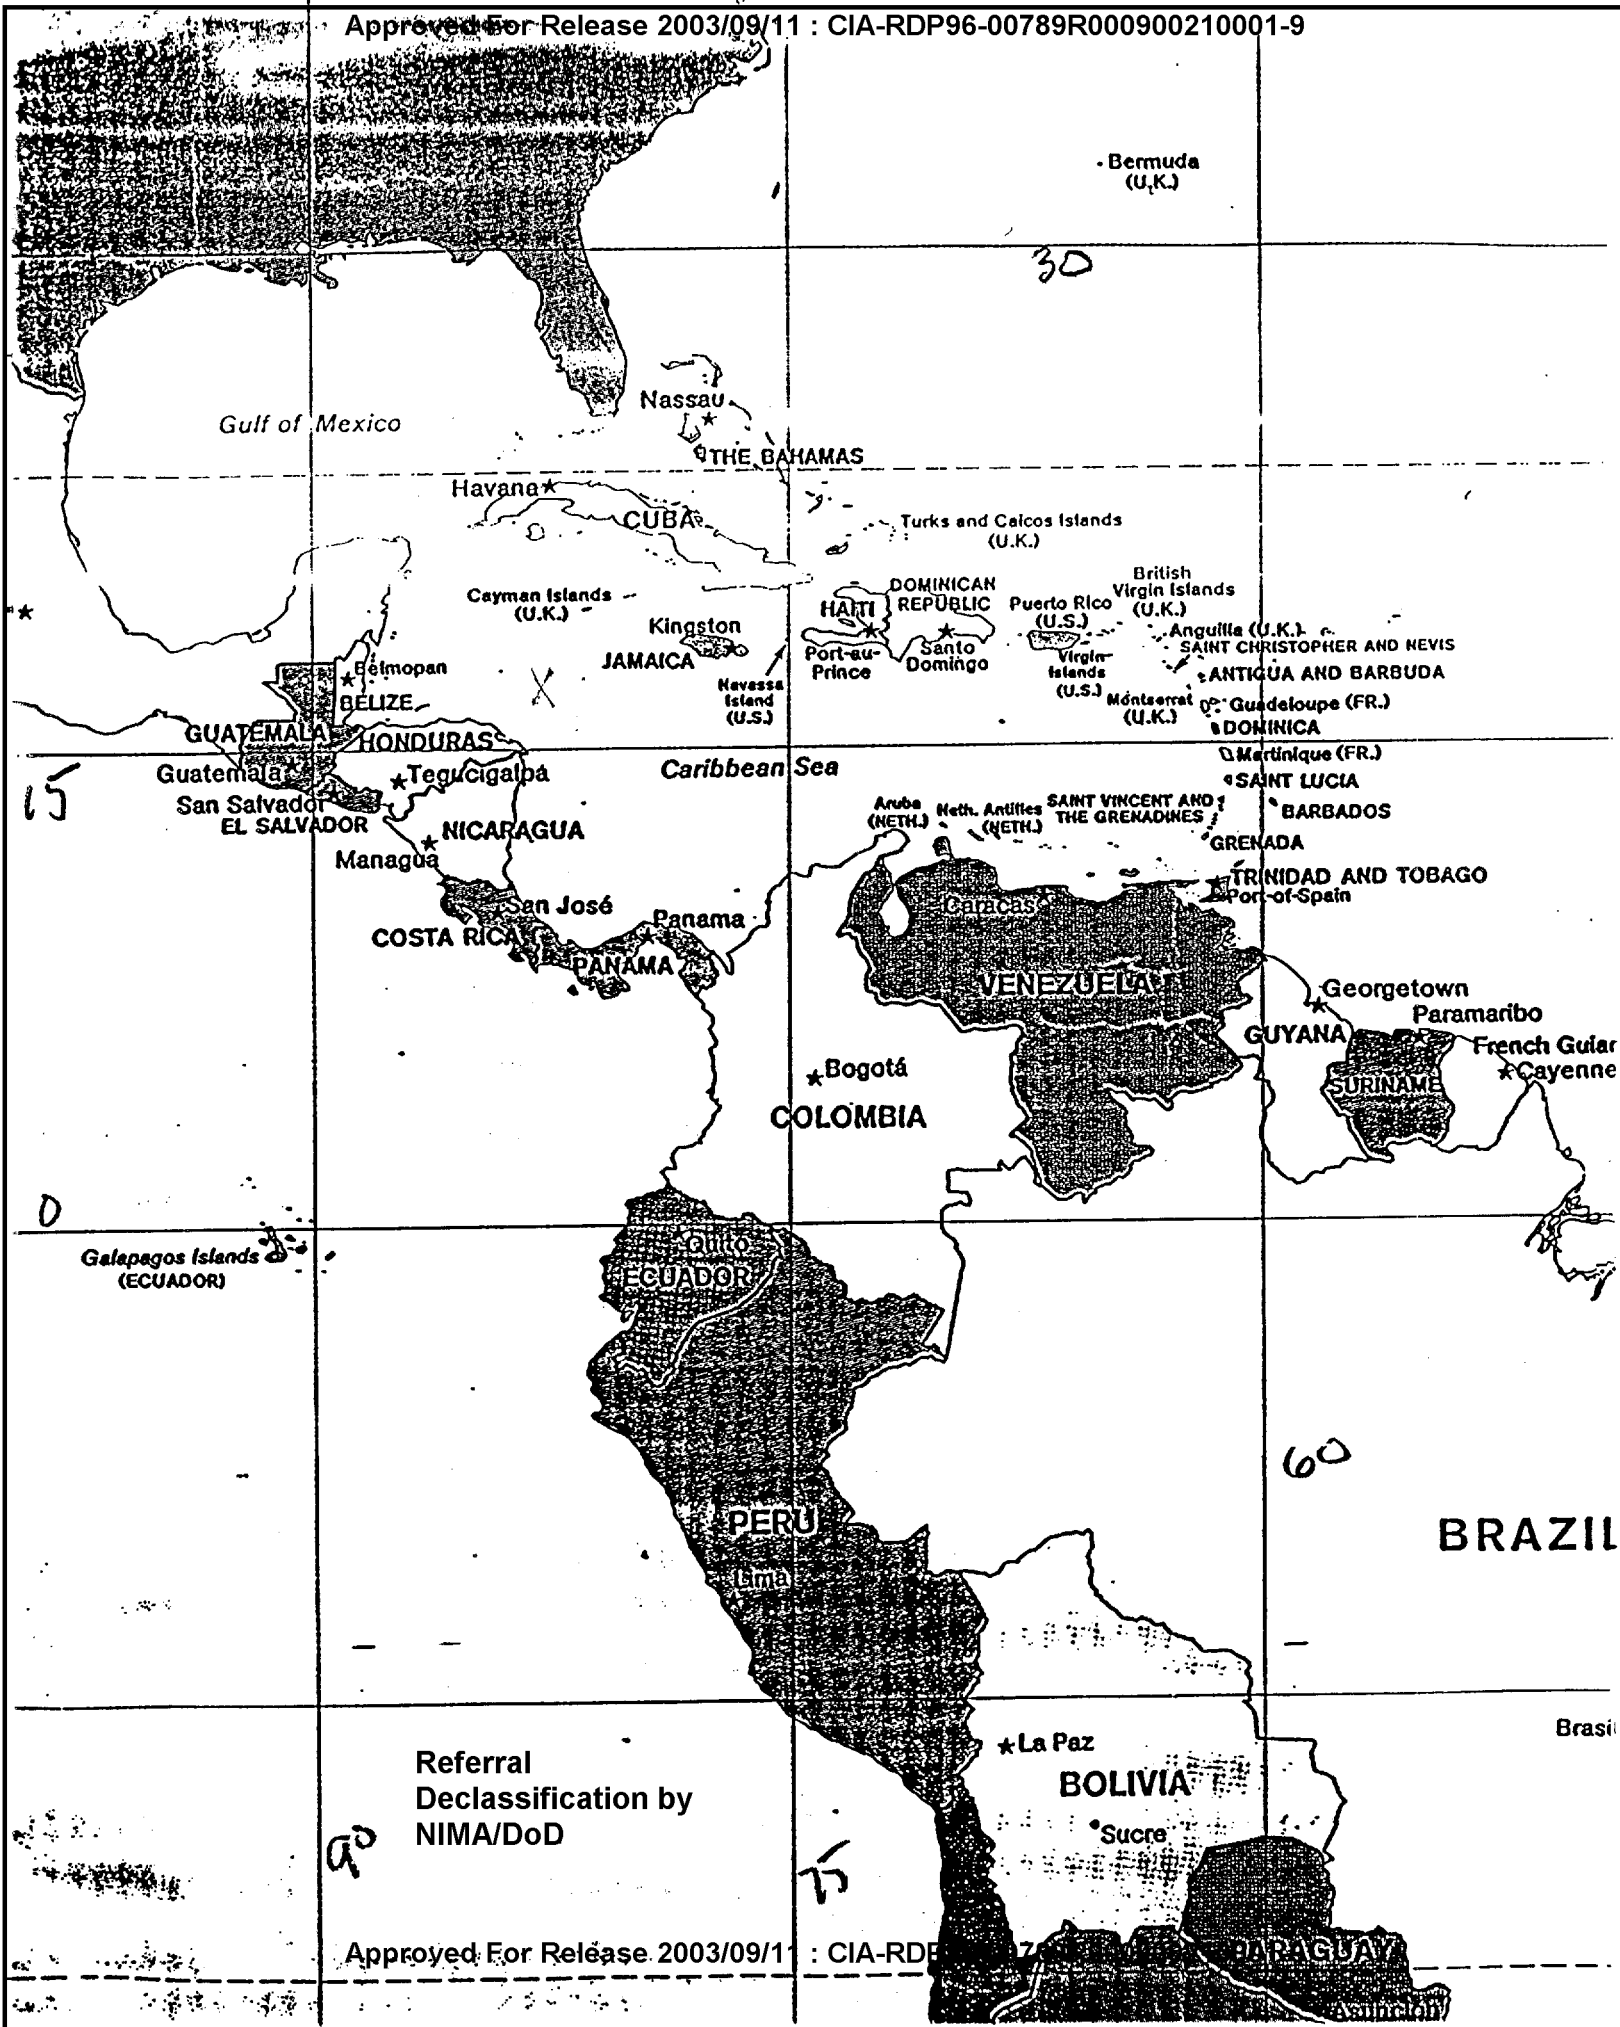 Approved For Release 2003/09/11 : CIA-RDP96-00789R000900210001-9
Bermuda
(U.K.)
30
Gulf of Mexico
Nassau
THE BAHAMAS
Havana
CUBA
Turks and Caicos Islands
(U.K.)
Cayman Islands
(U.K.)
Kingston
JAMAICA
Navassa
Island
(U.S.)
HAITI
Port-au-
Prince
DOMINICAN
REPUBLIC
Santo
Domingo
Puerto Rico
(U.S.)
British
Virgin Islands
(U.K.)
Virgin
Islands
(U.S.)
Anguilla (U.K.)
SAINT CHRISTOPHER AND NEVIS
ANTIGUA AND BARBUDA
Montserrat
(U.K.)
Guadeloupe (FR.)
DOMINICA
Martinique (FR.)
SAINT LUCIA
BARBADOS
SAINT VINCENT AND
THE GRENADINES
GRENADA
TRINIDAD AND TOBAGO
Port-of-Spain
Aruba
(NETH.)
Neth. Antilles
(NETH.)
Caribbean Sea
Belmopan
BELIZE
GUATEMALA
Guatemala
HONDURAS
Tegucigalpa
15
San Salvador
EL SALVADOR
NICARAGUA
Managua
San José
COSTA RICA
Panama
PANAMA
Caracas
VENEZUELA
Georgetown
GUYANA
Paramaribo
SURINAME
French Guian
Cayenne
Bogotá
COLOMBIA
0
Galapagos Islands
(ECUADOR)
Quito
ECUADOR
60
PERU
Lima
BRAZIL
Brasi
La Paz
BOLIVIA
Sucre
Referral
Declassification by
NIMA/DoD
90
75
PARAGUAY
Asunción
Approved For Release 2003/09/11 : CIA-RDP